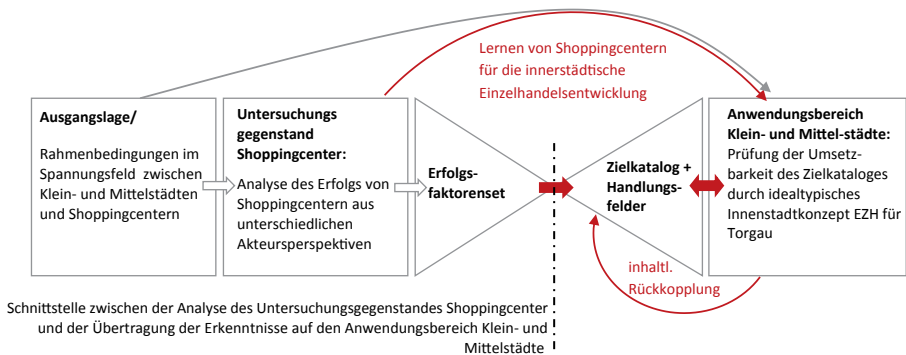 Lernen von Shoppingcentern
für die innerstädtische
Einzelhandelsentwicklung
Ausgangslage/
Rahmenbedingungen im
Spannungsfeld zwischen
Klein- und Mittelstädten
und Shoppingcentern
Untersuchungs
gegenstand
Shoppingcenter:
Analyse des Erfolgs von
Shoppingcentern aus
unterschiedlichen
Akteursperspektiven
Erfolgs-
faktorenset
Zielkatalog +
Handlungs-
felder
Anwendungsbereich
Klein- und Mittel-städte:
Prüfung der Umsetz-
barkeit des Zielkataloges
durch idealtypisches
Innenstadtkonzept EZH für
Torgau
inhaltl.
Rückkopplung
Schnittstelle zwischen der Analyse des Untersuchungsgegenstandes Shoppingcenter
und der Übertragung der Erkenntnisse auf den Anwendungsbereich Klein- und
Mittelstädte